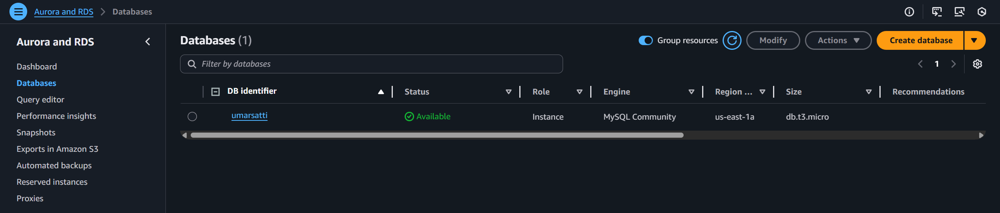 Aurora and RDS > Databases
Aurora and RDS
Dashboard
Databases
Query editor
Performance insights
Snapshots
Exports in Amazon S3
Automated backups
Reserved instances
Proxies
Databases (1)
Group resources
Modify
Actions
Create database
Filter by databases
1
DB identifier Status Role Engine Region ... Size Recommendations
umarsatti Available Instance MySQL Community us-east-1a db.t3.micro